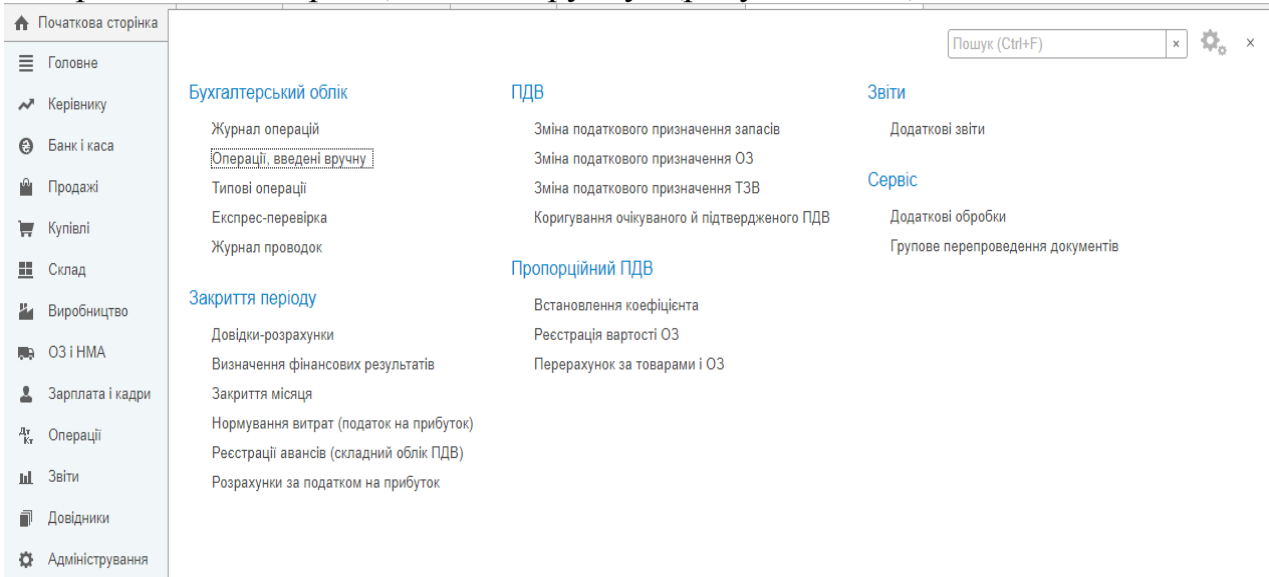 Початкова сторінка
Головне
Керівнику
Банк і каса
Продажі
Купівлі
Склад
Виробництво
ОЗ і НМА
Зарплата і кадри
Дт Кт Операції
Звіти
Довідники
Адміністрування
Пошук (Ctrl+F)
Бухгалтерський облік
Журнал операцій
Операції, введені вручну
Типові операції
Експрес-перевірка
Журнал проводок
Закриття періоду
Довідки-розрахунки
Визначення фінансових результатів
Закриття місяця
Нормування витрат (податок на прибуток)
Реєстрації авансів (складний облік ПДВ)
Розрахунки за податком на прибуток
ПДВ
Зміна податкового призначення запасів
Зміна податкового призначення ОЗ
Зміна податкового призначення ТЗВ
Коригування очікуваного й підтвердженого ПДВ
Пропорційний ПДВ
Встановлення коефіцієнта
Реєстрація вартості ОЗ
Перерахунок за товарами і ОЗ
Звіти
Додаткові звіти
Сервіс
Додаткові обробки
Групове перепроведення документів